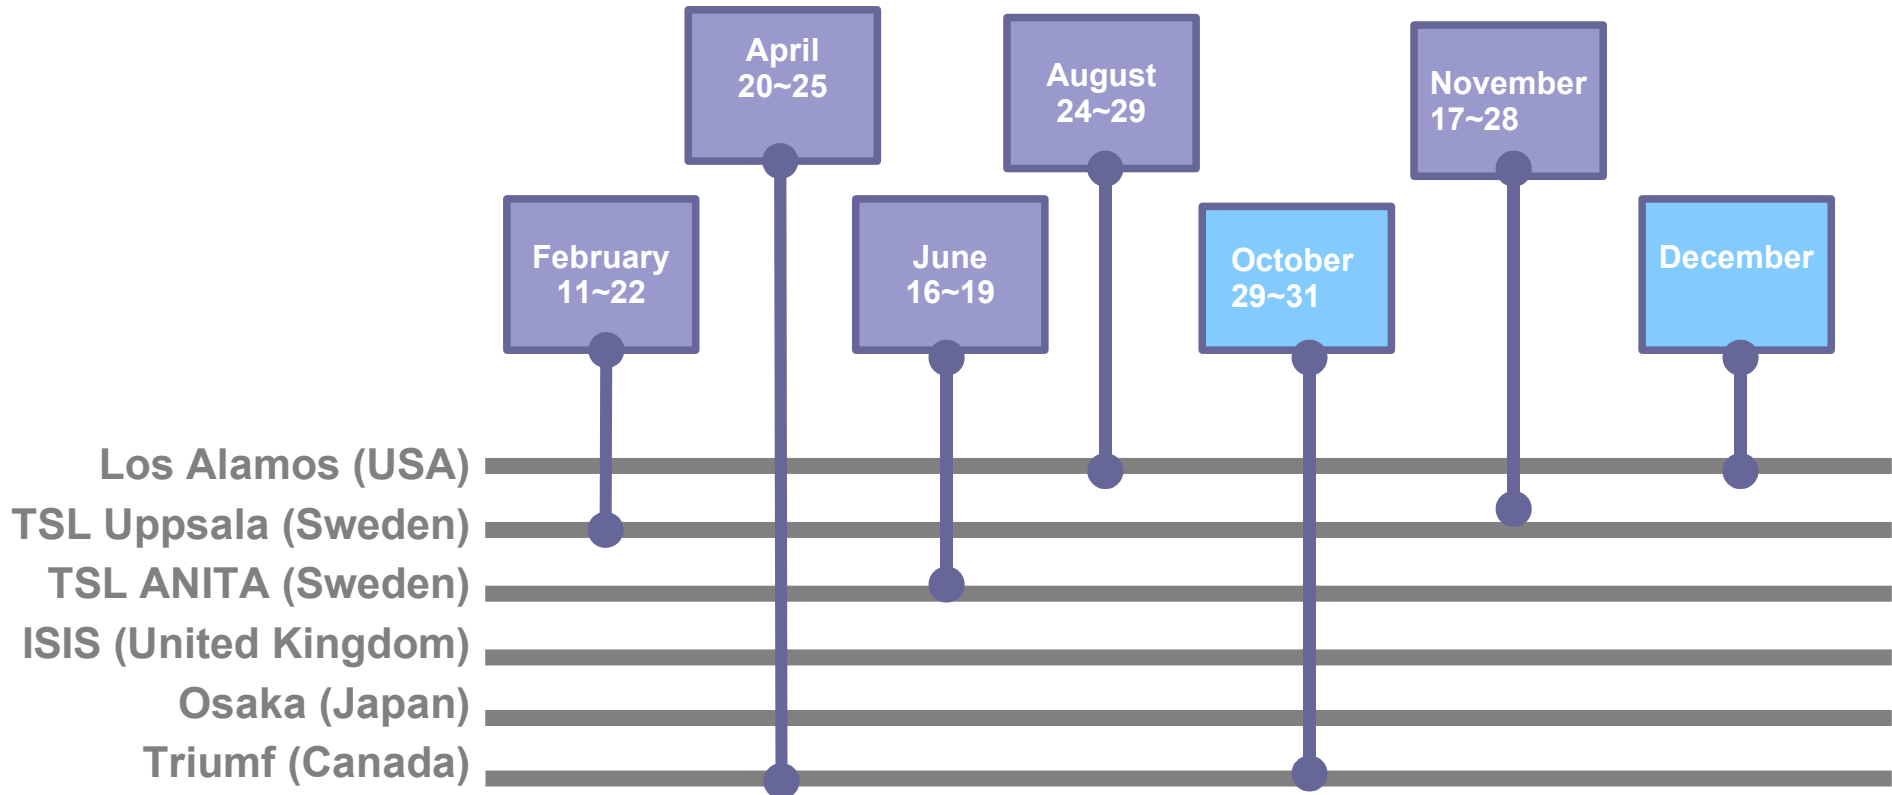 April
20~25
August
24~29
November
17~28
February
11~22
June
16~19
October
29~31
December
Los Alamos (USA)
TSL Uppsala (Sweden)
TSL ANITA (Sweden)
ISIS (United Kingdom)
Osaka (Japan)
Triumf (Canada)